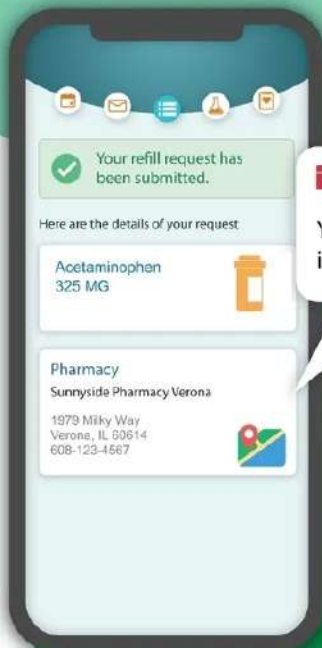 Your refill request has
been submitted.
Here are the details of your request
Acetaminophen
325 MG
Pharmacy
Sunnyside Pharmacy Verona
1979 Milky Way
Verona, IL 60614
608-123-4567